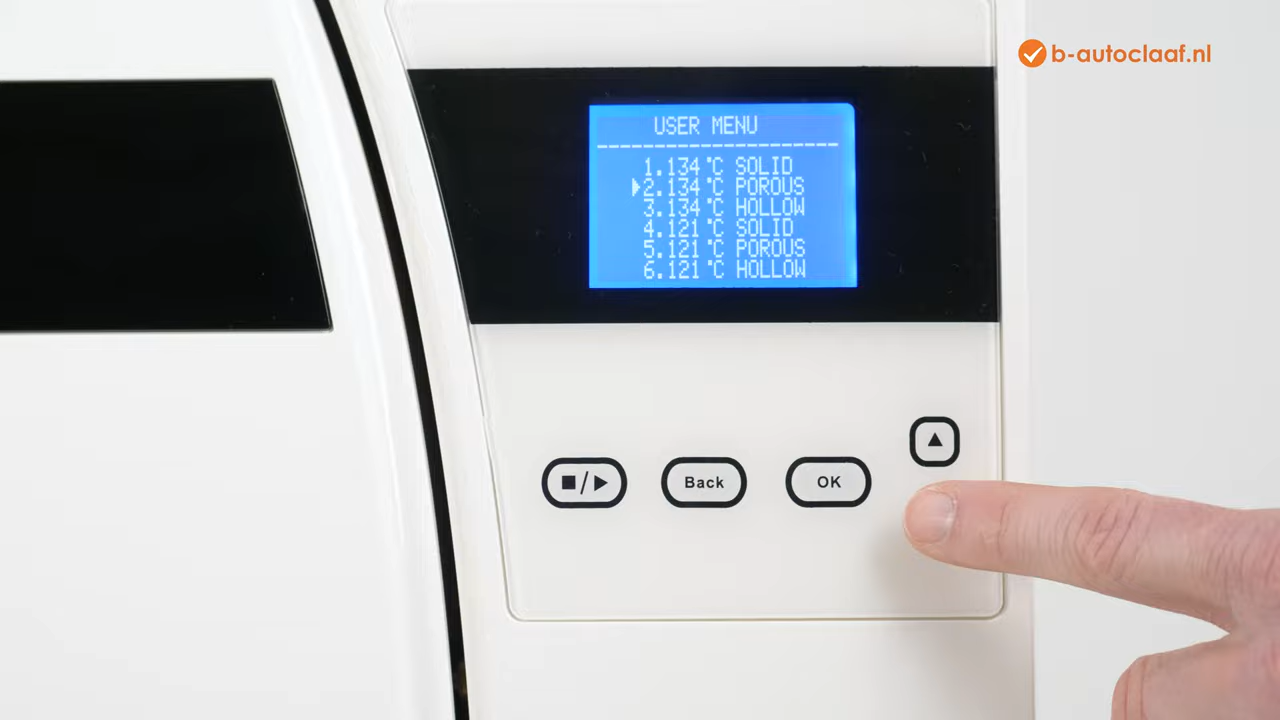 b-autoclaaf.nl
USER MENU
1.134°C SOLID
2.134°C POROUS
3.134°C HOLLOW
4.121°C SOLID
5.121°C POROUS
6.121°C HOLLOW
Back
OK